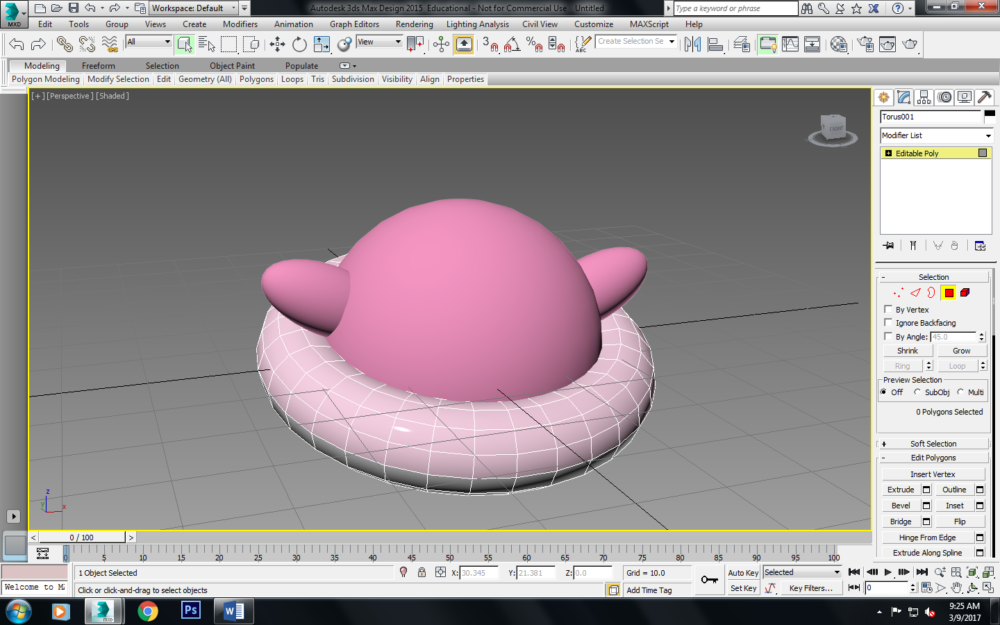 Workspace: Default
Autodesk 3ds Max Design 2015 Educational - Not for Commercial Use Untitled
Type a keyword or phrase
MXD
Edit Tools Group Views Create Modifiers Animation Graph Editors Rendering Lighting Analysis Civil View Customize MAXScript Help
All
View
3
ABC
Create Selection Se
Modeling Freeform Selection Object Paint Populate
Polygon Modeling Modify Selection Edit Geometry (All) Polygons Loops Tris Subdivision Visibility Align Properties
[+] [Perspective] [Shaded]
FRONT
Torus001
Modifier List
Editable Poly
- Selection
By Vertex
Ignore Backfacing
By Angle: 45.0
Shrink Grow
Ring Loop
Preview Selection
Off SubObj Multi
0 Polygons Selected
+ Soft Selection
- Edit Polygons
Insert Vertex
Extrude Outline
Bevel Inset
Bridge Flip
Hinge From Edge
Extrude Along Spline
z
y
x
< 0 / 100 >
0 5 10 15 20 25 30 35 40 45 50 55 60 65 70 75 80 85 90 95 100
1 Object Selected X: 30.345 Y: 21.381 Z: 0.0 Grid = 10.0 Auto Key Selected
Welcome to MA Click or click-and-drag to select objects Add Time Tag Set Key Key Filters... 0
MXD
Ps
W
9:25 AM
3/9/2017